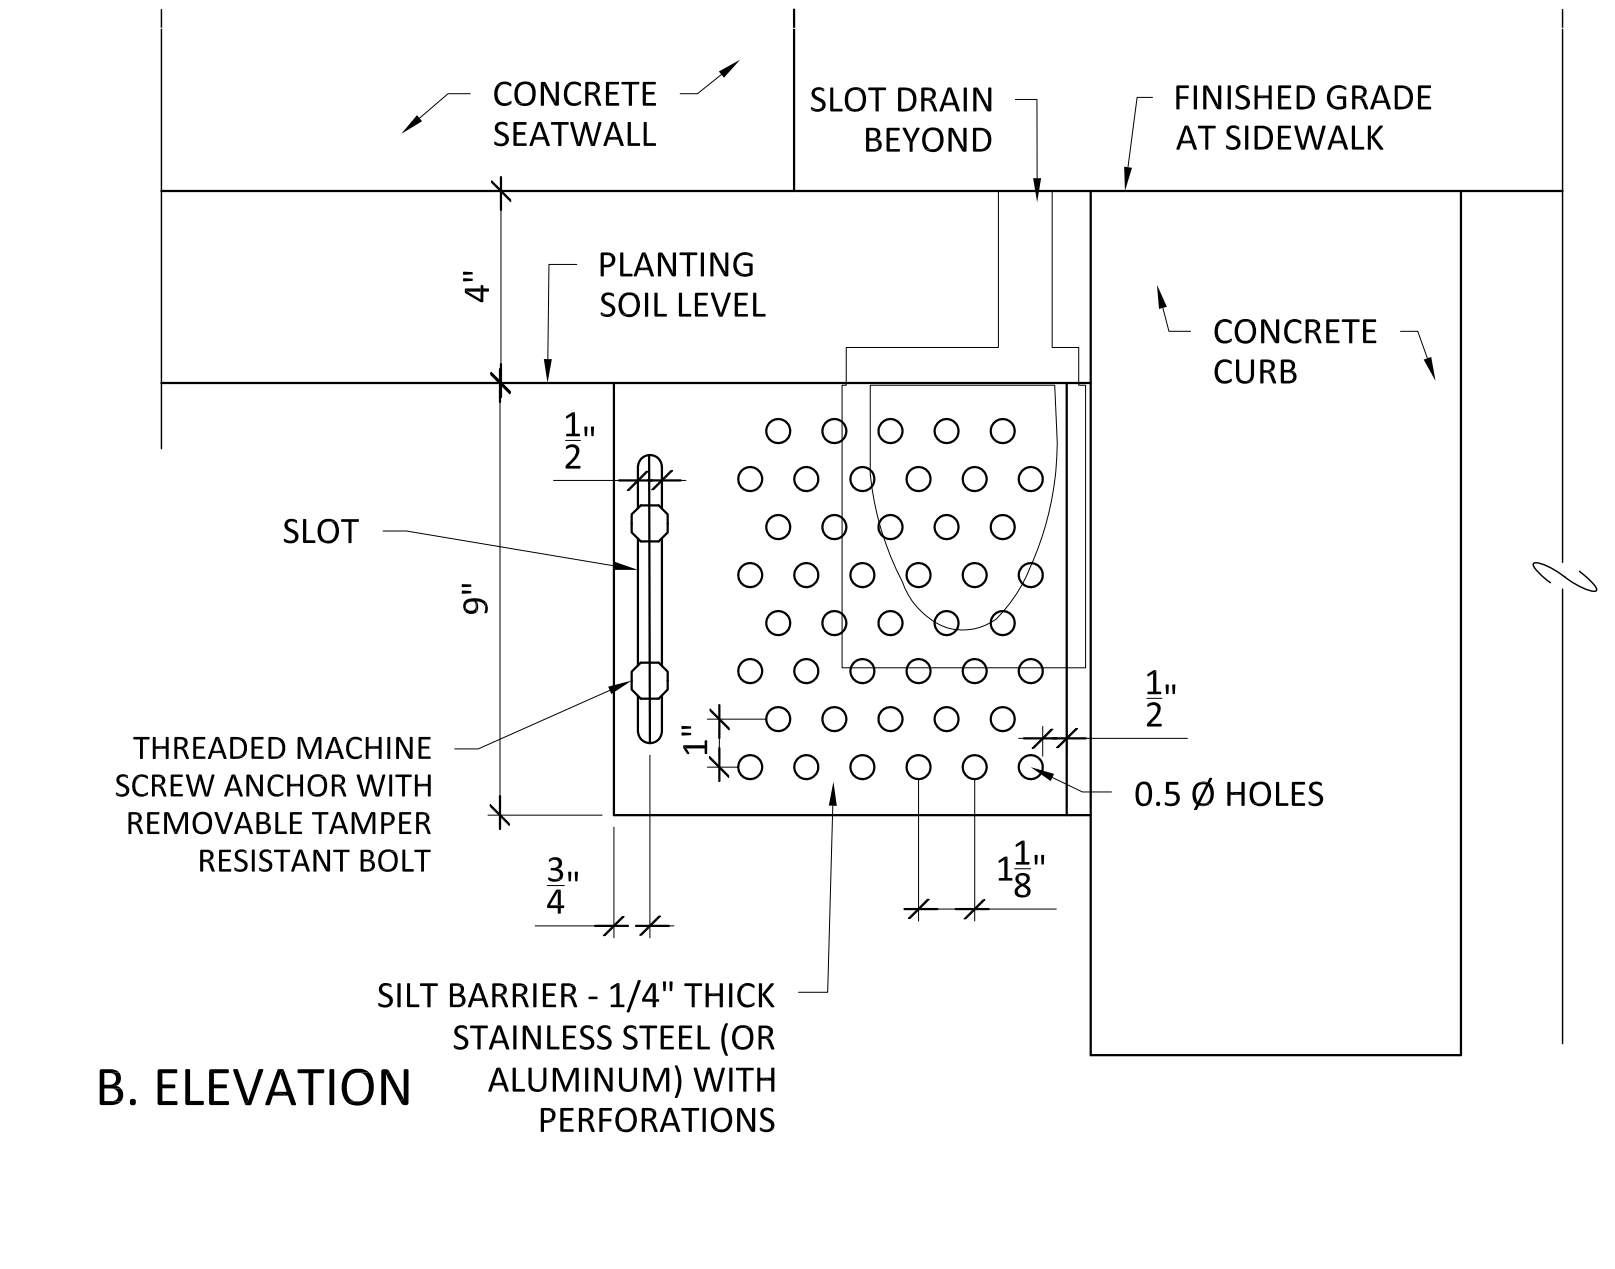 CONCRETE
SEATWALL
SLOT DRAIN
BEYOND
FINISHED GRADE
AT SIDEWALK
4"
PLANTING
SOIL LEVEL
CONCRETE
CURB
1/2"
SLOT
9"
1/2"
1"
THREADED MACHINE
SCREW ANCHOR WITH
REMOVABLE TAMPER
RESISTANT BOLT
0.5 Ø HOLES
3/4"
1 1/8"
SILT BARRIER - 1/4" THICK
STAINLESS STEEL (OR
ALUMINUM) WITH
PERFORATIONS
B. ELEVATION